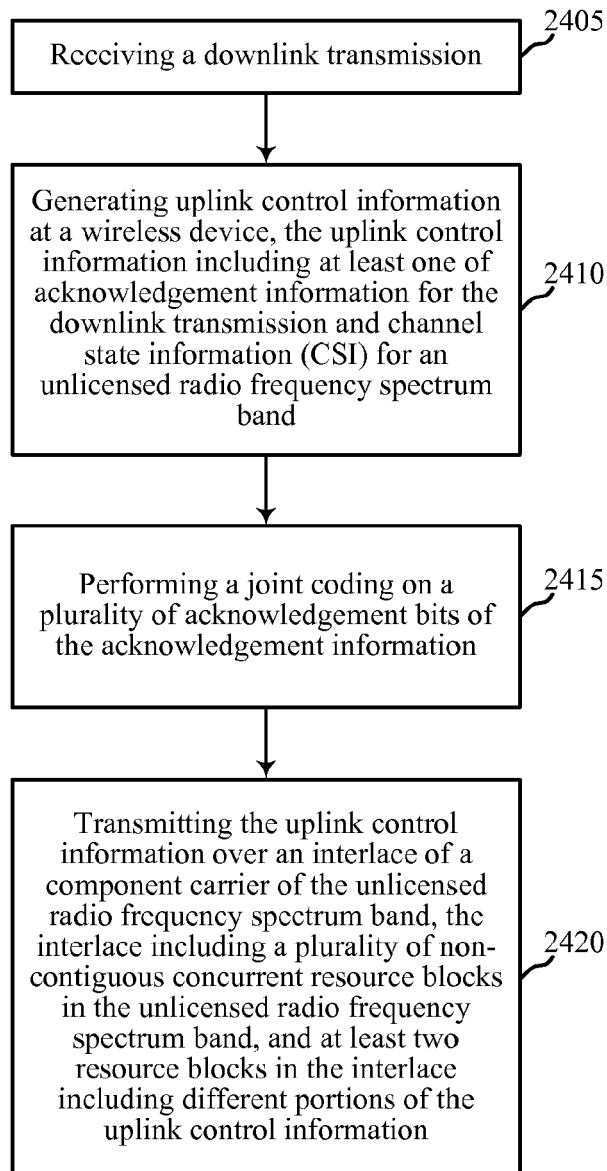 2405
Receiving a downlink transmission
Generating uplink control information
at a wireless device, the uplink control
information including at least one of
acknowledgement information for the
downlink transmission and channel
state information (CSI) for an
unlicensed radio frequency spectrum
band
2410
Performing a joint coding on a
plurality of acknowledgement bits of
the acknowledgement information
2415
Transmitting the uplink control
information over an interlace of a
component carrier of the unlicensed
radio frequency spectrum band, the
interlace including a plurality of non-
contiguous concurrent resource blocks
in the unlicensed radio frequency
spectrum band, and at least two
resource blocks in the interlace
including different portions of the
uplink control information
2420